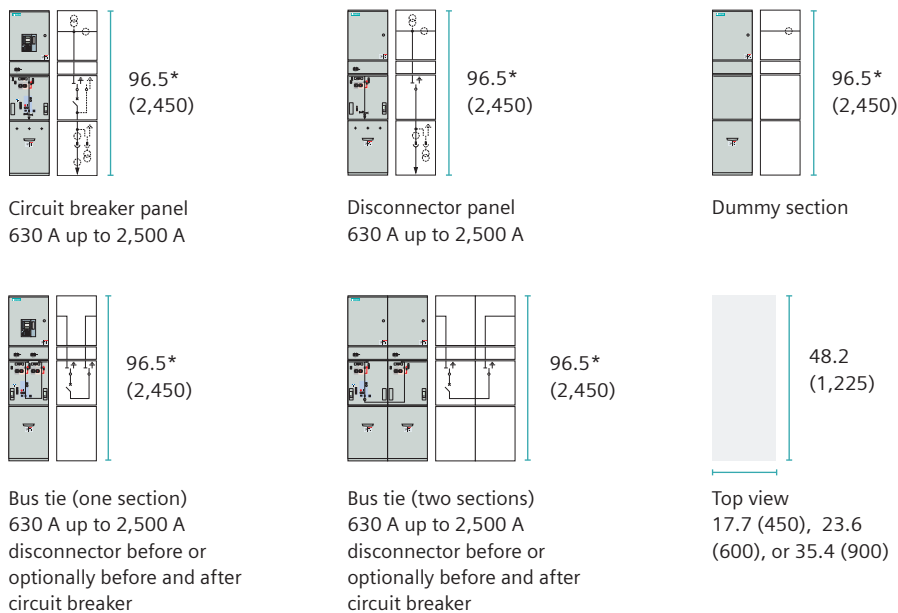 96.5*
(2,450)
Circuit breaker panel
630 A up to 2,500 A
96.5*
(2,450)
Disconnector panel
630 A up to 2,500 A
96.5*
(2,450)
Dummy section
96.5*
(2,450)
Bus tie (one section)
630 A up to 2,500 A
disconnector before or
optionally before and after
circuit breaker
96.5*
(2,450)
Bus tie (two sections)
630 A up to 2,500 A
disconnector before or
optionally before and after
circuit breaker
48.2
(1,225)
Top view
17.7 (450), 23.6
(600), or 35.4 (900)